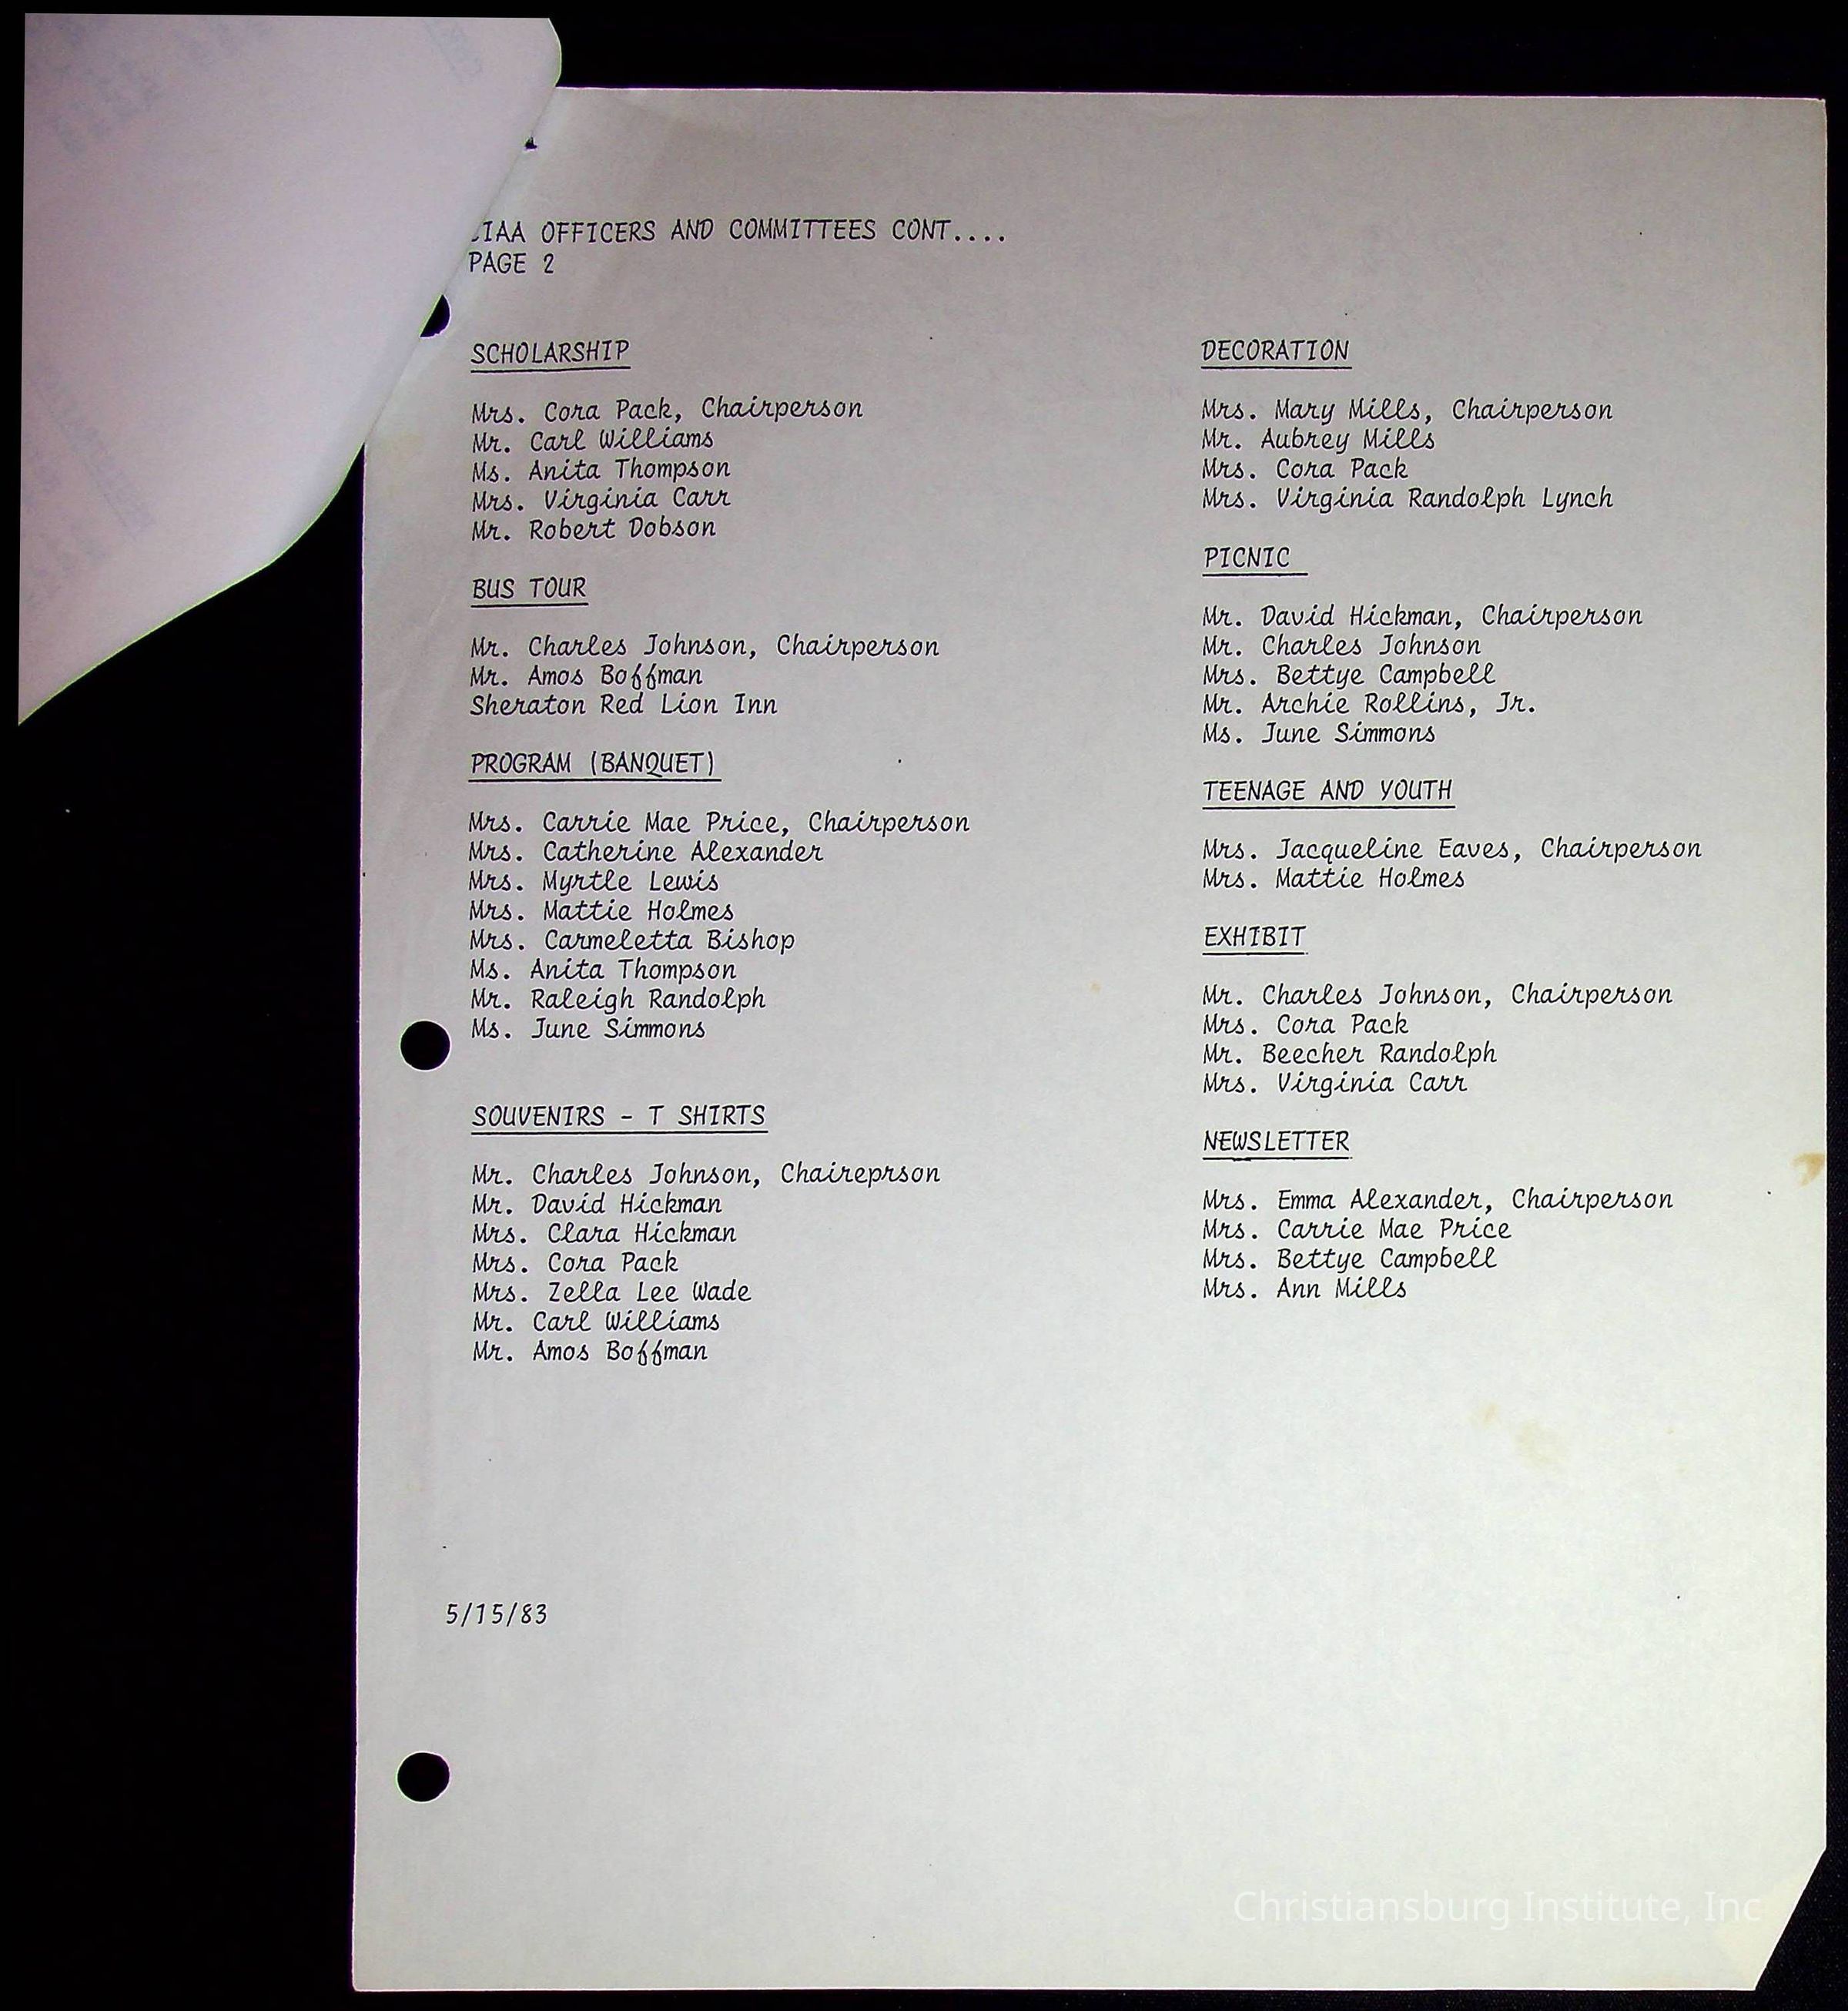 CIAA OFFICERS AND COMMITTEES CONT....
PAGE 2
SCHOLARSHIP
Mrs. Cora Pack, Chairperson
Mr. Carl Williams
Ms. Anita Thompson
Mrs. Virginia Carr
Mr. Robert Dobson
BUS TOUR
Mr. Charles Johnson, Chairperson
Mr. Amos Boffman
Sheraton Red Lion Inn
PROGRAM (BANQUET)
Mrs. Carrie Mae Price, Chairperson
Mrs. Catherine Alexander
Mrs. Myrtle Lewis
Mrs. Mattie Holmes
Mrs. Carmeletta Bishop
Ms. Anita Thompson
Mr. Raleigh Randolph
Ms. June Simmons
SOUVENIRS - T SHIRTS
Mr. Charles Johnson, Chaireprson
Mr. David Hickman
Mrs. Clara Hickman
Mrs. Cora Pack
Mrs. Zella Lee Wade
Mr. Carl Williams
Mr. Amos Boffman
DECORATION
Mrs. Mary Mills, Chairperson
Mr. Aubrey Mills
Mrs. Cora Pack
Mrs. Virginia Randolph Lynch
PICNIC
Mr. David Hickman, Chairperson
Mr. Charles Johnson
Mrs. Bettye Campbell
Mr. Archie Rollins, Jr.
Ms. June Simmons
TEENAGE AND YOUTH
Mrs. Jacqueline Eaves, Chairperson
Mrs. Mattie Holmes
EXHIBIT
Mr. Charles Johnson, Chairperson
Mrs. Cora Pack
Mr. Beecher Randolph
Mrs. Virginia Carr
NEWSLETTER
Mrs. Emma Alexander, Chairperson
Mrs. Carrie Mae Price
Mrs. Bettye Campbell
Mrs. Ann Mills
5/15/83
Christiansburg Institute, Inc